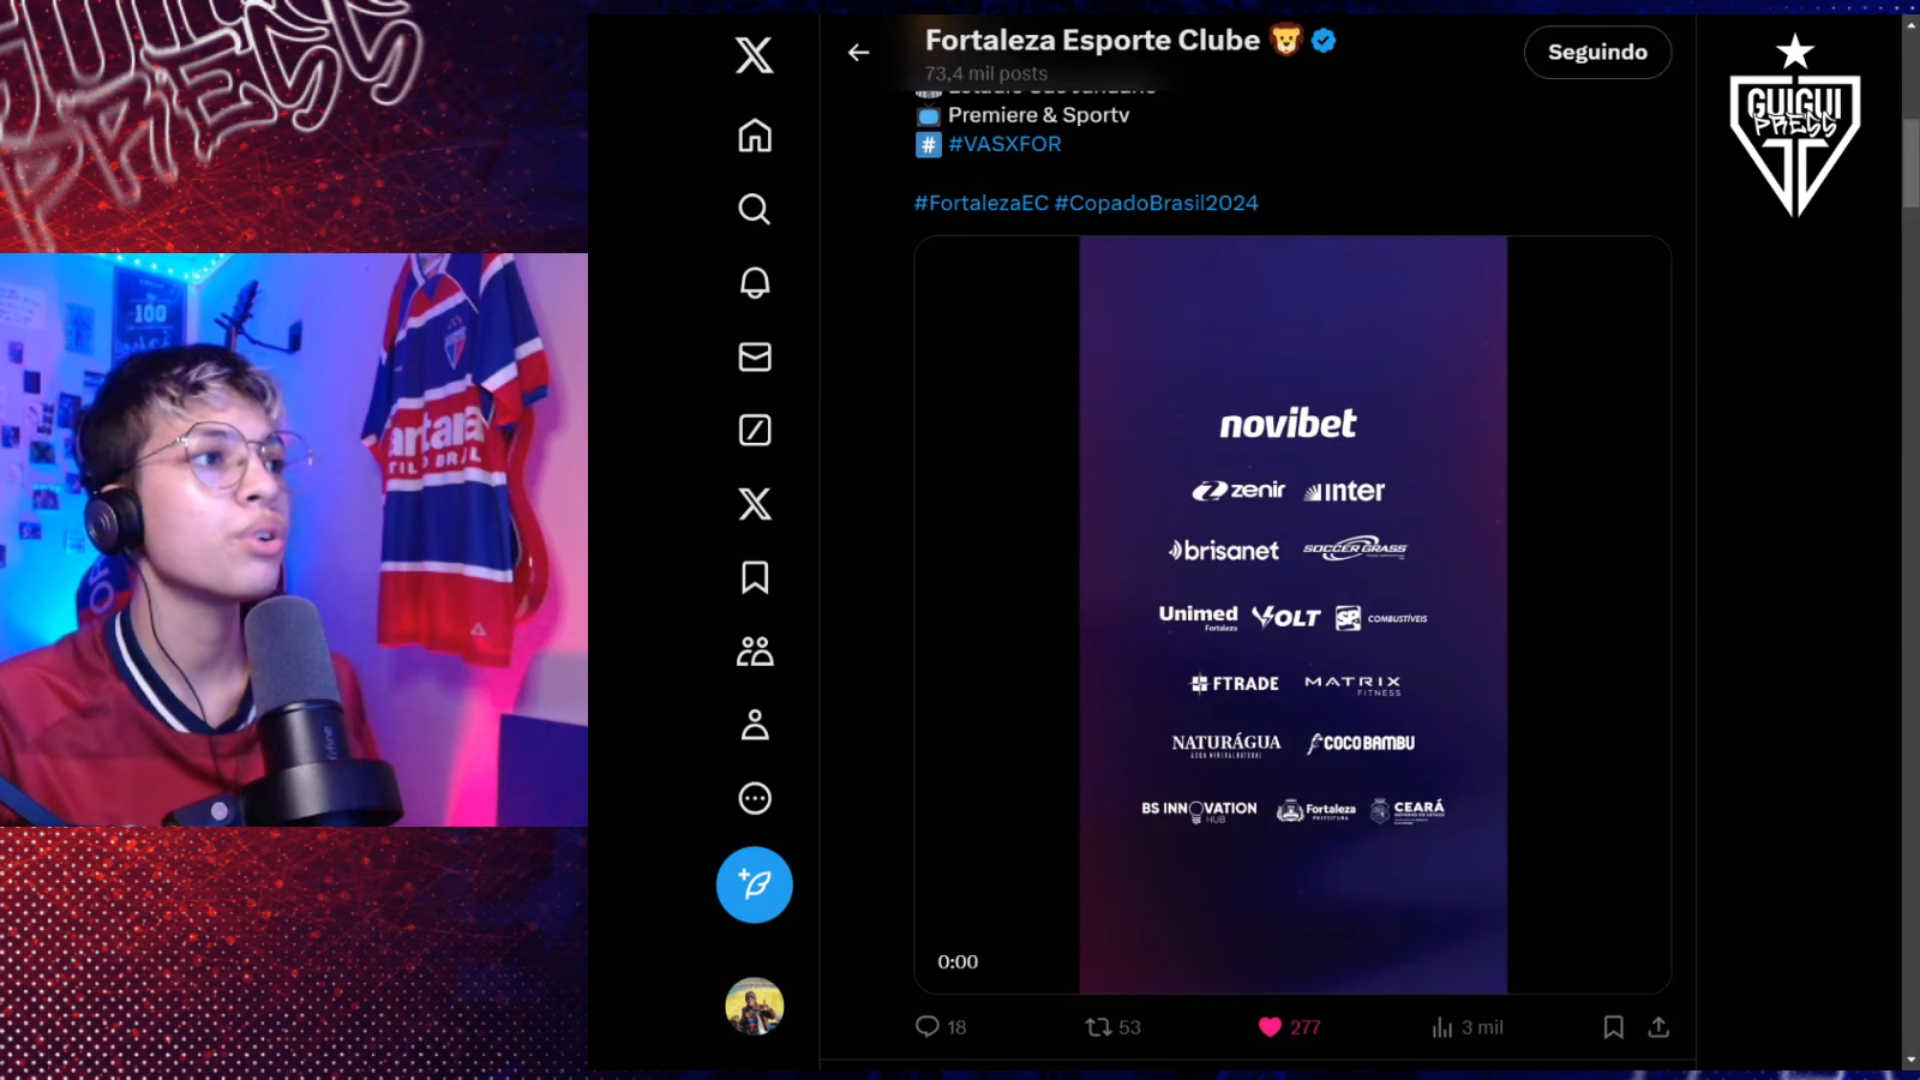 Fortaleza Esporte Clube
73,4 mil posts
Seguindo
Premiere & Sportv
# #VASXFOR
#FortalezaEC #CopadoBrasil2024
novibet
zenir inter
brisanet SOCCER GRASS
Unimed Fortaleza VOLT SP COMBUSTÍVEIS
FTRADE MATRIX FITNESS
NATURÁGUA COCO BAMBU
BS INNOVATION HUB Fortaleza PREFEITURA CEARÁ
0:00
18 53 277 3 mil
GUIGUI PRESS
PRESS
100